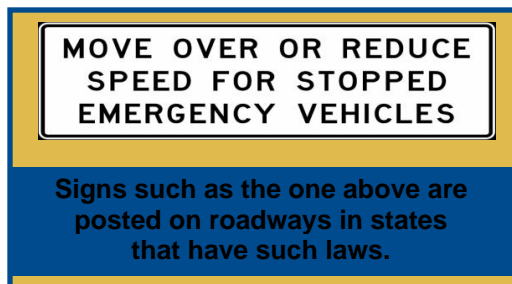 MOVE OVER OR REDUCE
SPEED FOR STOPPED
EMERGENCY VEHICLES
Signs such as the one above are
posted on roadways in states
that have such laws.